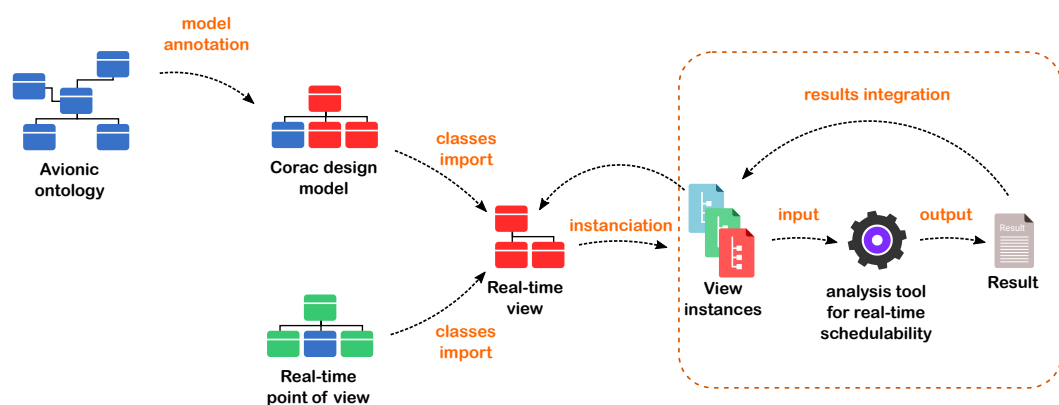 model
annotation
Avionic
ontology
Corac design
model
classes
import
Real-time
point of view
classes
import
Real-time
view
instanciation
results integration
View
instances
input
analysis tool
for real-time
schedulability
output
Result
Result